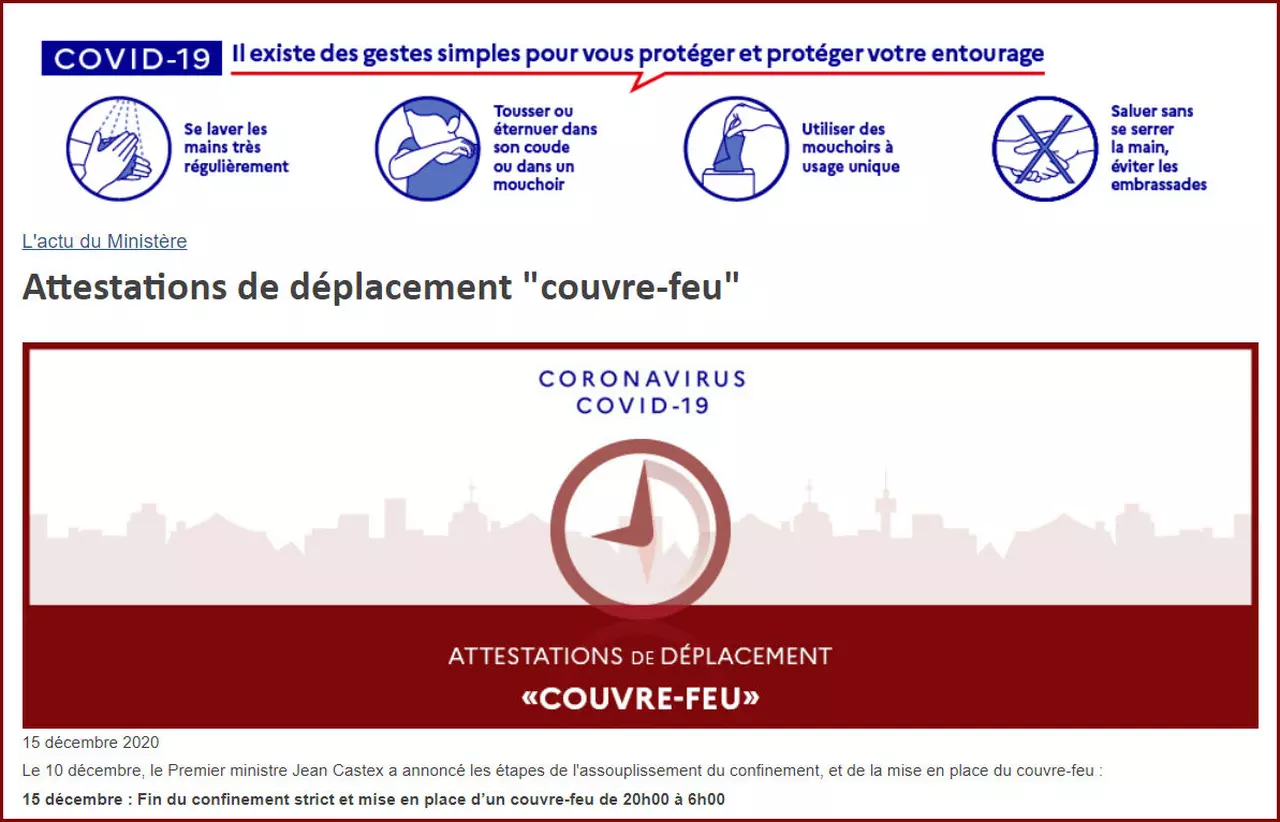 COVID-19 Il existe des gestes simples pour vous protéger et protéger votre entourage
Se laver les
mains très
régulièrement
Tousser ou
éternuer dans
son coude
ou dans un
mouchoir
Utiliser des
mouchoirs à
usage unique
Saluer sans
se serrer
la main,
éviter les
embrassades
L'actu du Ministère
Attestations de déplacement "couvre-feu"
CORONAVIRUS
COVID-19
ATTESTATIONS DE DÉPLACEMENT
«COUVRE-FEU»
15 décembre 2020
Le 10 décembre, le Premier ministre Jean Castex a annoncé les étapes de l'assouplissement du confinement, et de la mise en place du couvre-feu :
15 décembre : Fin du confinement strict et mise en place d’un couvre-feu de 20h00 à 6h00